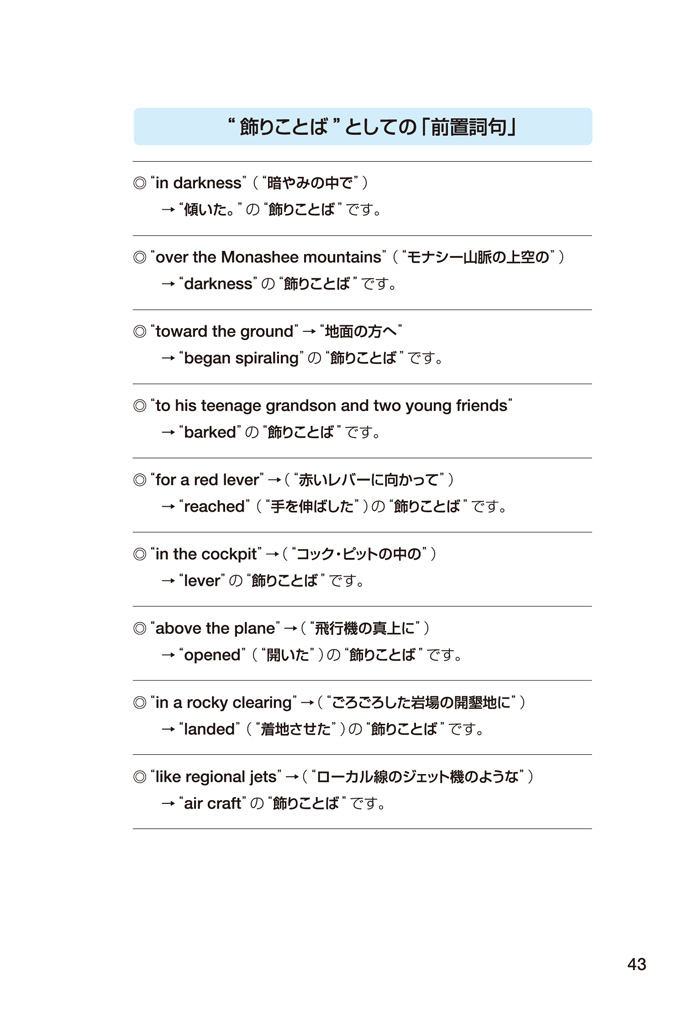 “飾りことば”としての「前置詞句」
◎“in darkness”(“暗やみの中で”)
→“傾いた。”の“飾りことば”です。
◎“over the Monashee mountains”(“モナシー山脈の上空の”)
→“darkness”の“飾りことば”です。
◎“toward the ground”→“地面の方へ”
→“began spiraling”の“飾りことば”です。
◎“to his teenage grandson and two young friends”
→“barked”の“飾りことば”です。
◎“for a red lever”→(“赤いレバーに向かって”)
→“reached”(“手を伸ばした”)の“飾りことば”です。
◎“in the cockpit”→(“コック・ピットの中の”)
→“lever”の“飾りことば”です。
◎“above the plane”→(“飛行機の真上に”)
→“opened”(“開いた”)の“飾りことば”です。
◎“in a rocky clearing”→(“ごろごろした岩場の開墾地に”)
→“landed”(“着地させた”)の“飾りことば”です。
◎“like regional jets”→(“ローカル線のジェット機のような”)
→“air craft”の“飾りことば”です。
43